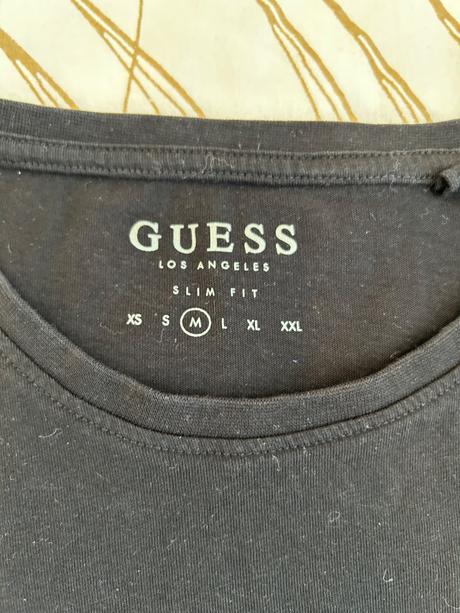 GUESS
LOS ANGELES
SLIM FIT
XS S M L XL XXL